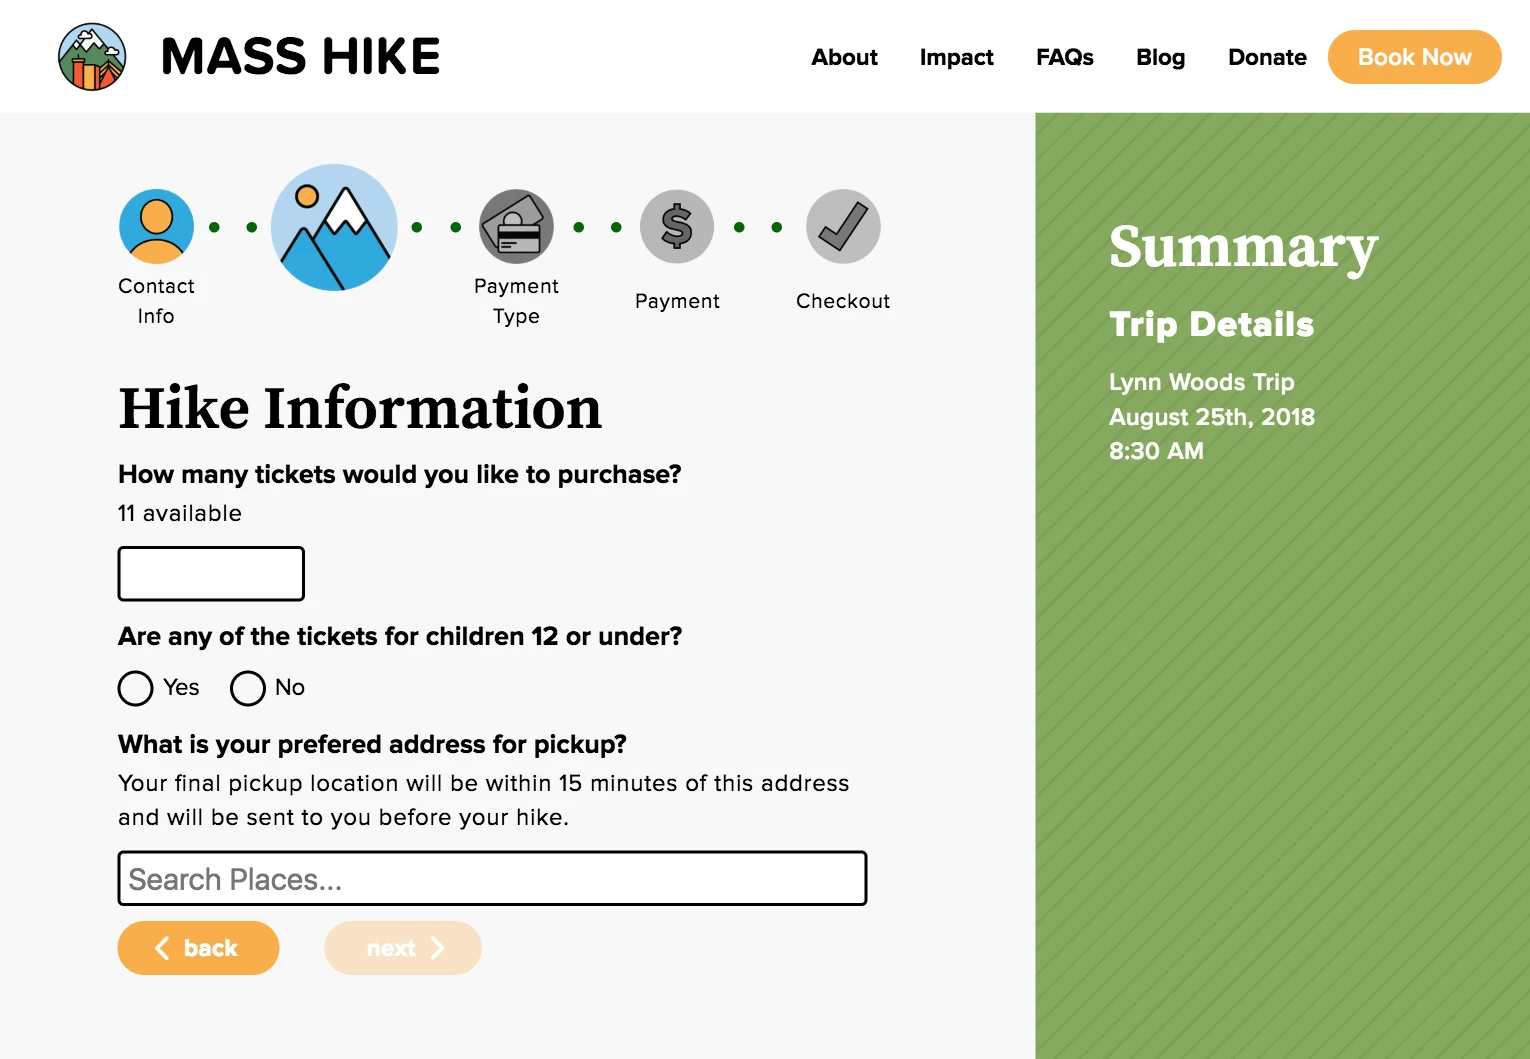 MASS HIKE
About Impact FAQs Blog Donate Book Now
Contact
Info
Payment
Type
Payment
Checkout
Hike Information
How many tickets would you like to purchase?
11 available
Are any of the tickets for children 12 or under?
Yes No
What is your prefered address for pickup?
Your final pickup location will be within 15 minutes of this address
and will be sent to you before your hike.
Search Places...
back next
Summary
Trip Details
Lynn Woods Trip
August 25th, 2018
8:30 AM